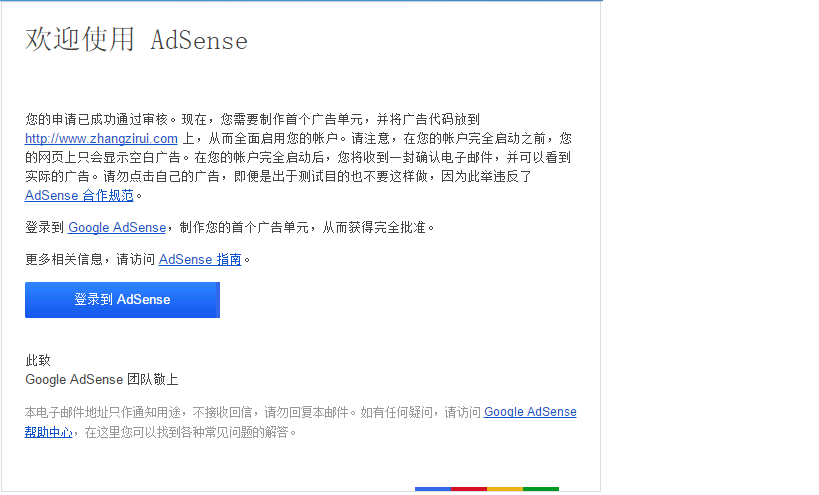 欢迎使用 AdSense
您的申请已成功通过审核。现在，您需要制作首个广告单元，并将广告代码放到
http://www.zhangzirui.com 上，从而全面启用您的帐户。请注意，在您的帐户完全启动之前，您
的网页上只会显示空白广告。在您的帐户完全启动后，您将收到一封确认电子邮件，并可以看到
实际的广告。请勿点击自己的广告，即便是出于测试目的也不要这样做，因为此举违反了
AdSense 合作规范。
登录到 Google AdSense，制作您的首个广告单元，从而获得完全批准。
更多相关信息，请访问 AdSense 指南。
登录到 AdSense
此致
Google AdSense 团队敬上
本电子邮件地址只作通知用途，不接收回信，请勿回复本邮件。如有任何疑问，请访问 Google AdSense
帮助中心，在这里您可以找到各种常见问题的解答。